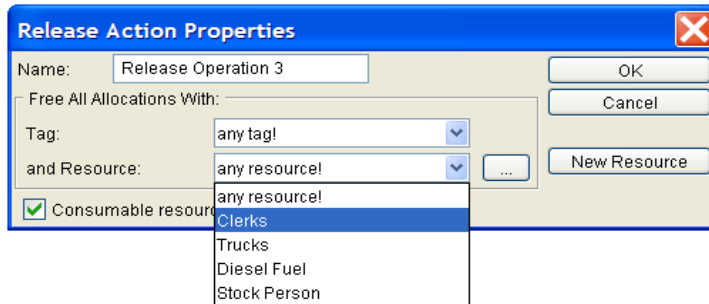 Release Action Properties
Name: Release Operation 3
OK
Free All Allocations With:
Cancel
Tag: any tag!
and Resource: any resource! ...
New Resource
any resource!
Consumable resourc
Clerks
Trucks
Diesel Fuel
Stock Person